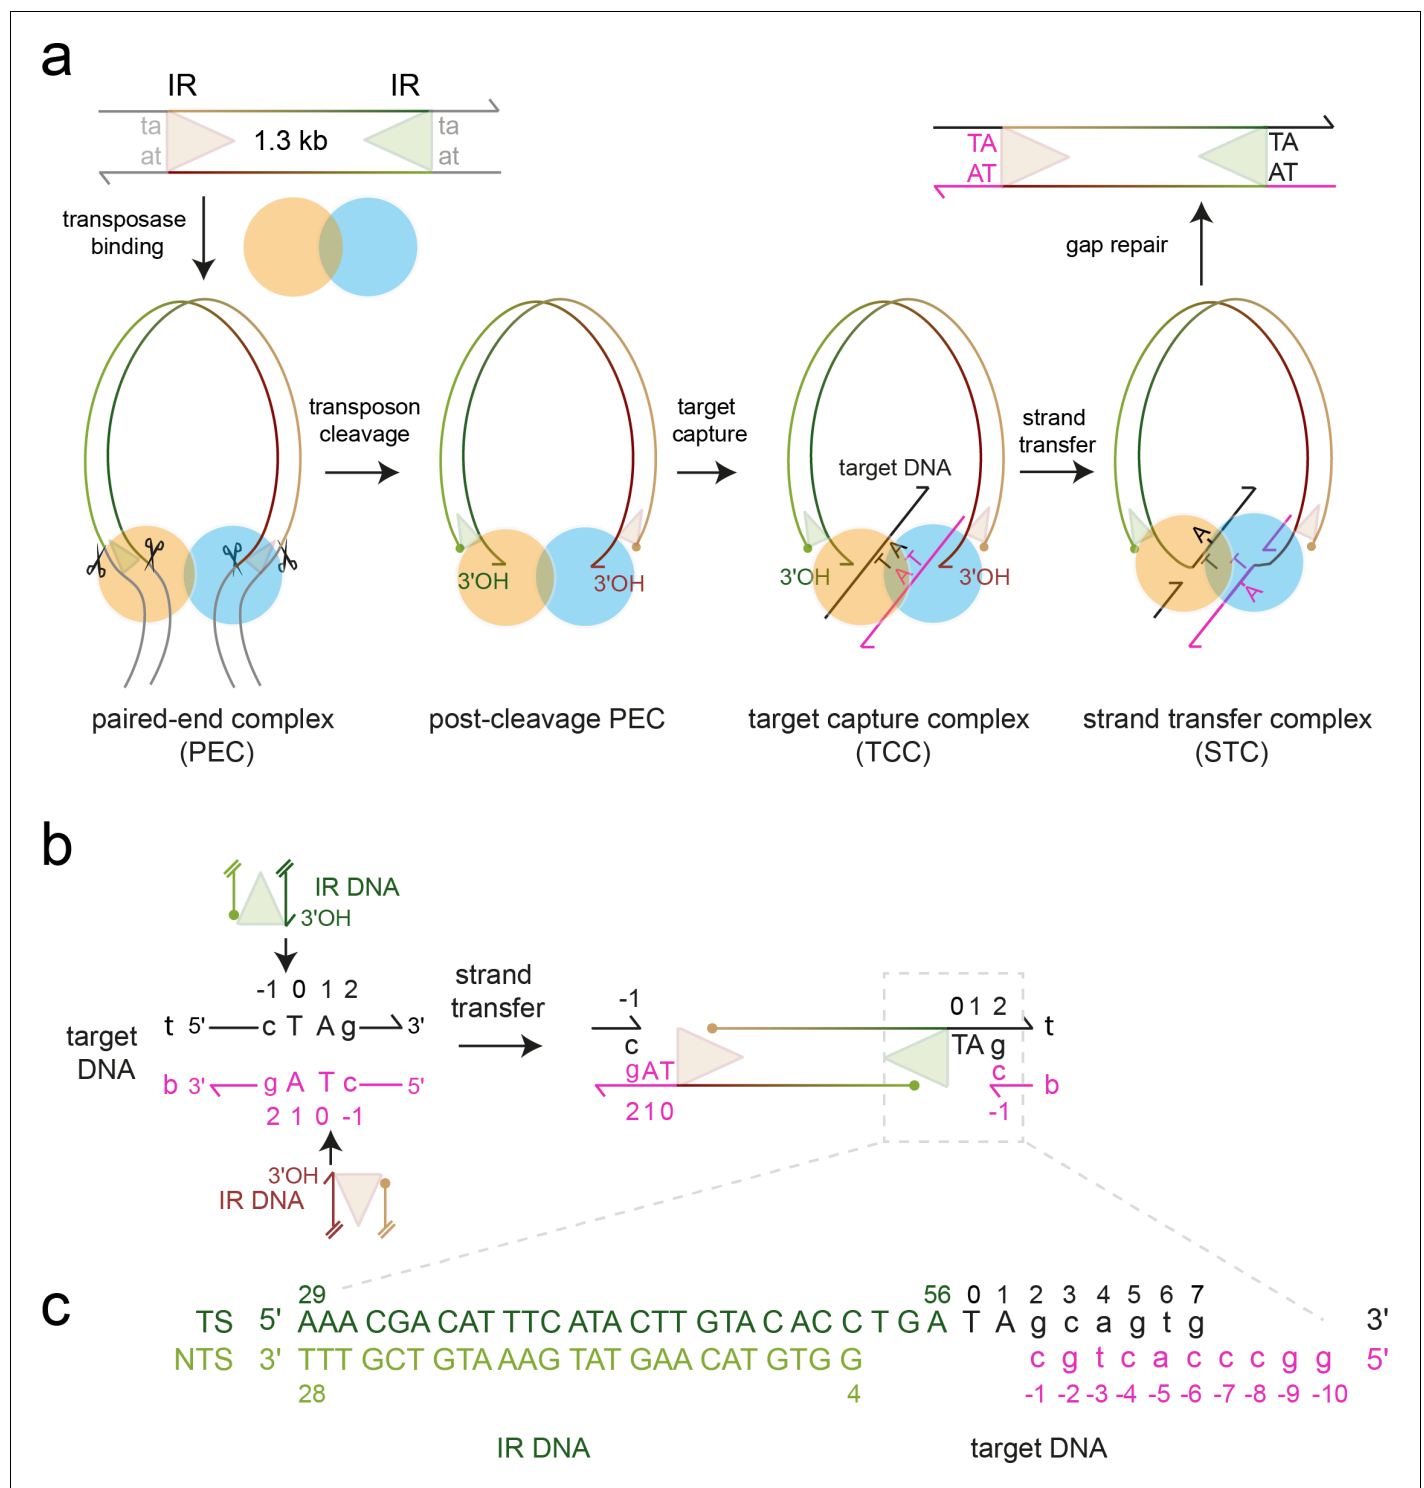 a
IR IR
ta 1.3 kb ta
at at
TA TA
AT AT
transposase
binding
gap repair
transposon
cleavage
target
capture
strand
transfer
target DNA
T A
A T
3'OH 3'OH 3'OH 3'OH
A
T T
A
paired-end complex
(PEC)
post-cleavage PEC
target capture complex
(TCC)
strand transfer complex
(STC)
b
IR DNA
3'OH
-1 0 1 2
target
DNA
t 5' c T A g 3'
b 3' g A T c 5'
2 1 0 -1
3'OH
IR DNA
strand
transfer
-1
c
gAT
210
0 1 2
t
TA g
c
b
-1
c
29 56 0 1 2 3 4 5 6 7
TS 5' AAA CGA CAT TTC ATA CTT GTA CAC C T G A T A g c a g t g 3'
NTS 3' TTT GCT GTA AAG TAT GAA CAT GTG G c g t c a c c c g g 5'
28 4 -1 -2 -3 -4 -5 -6 -7 -8 -9 -10
IR DNA target DNA